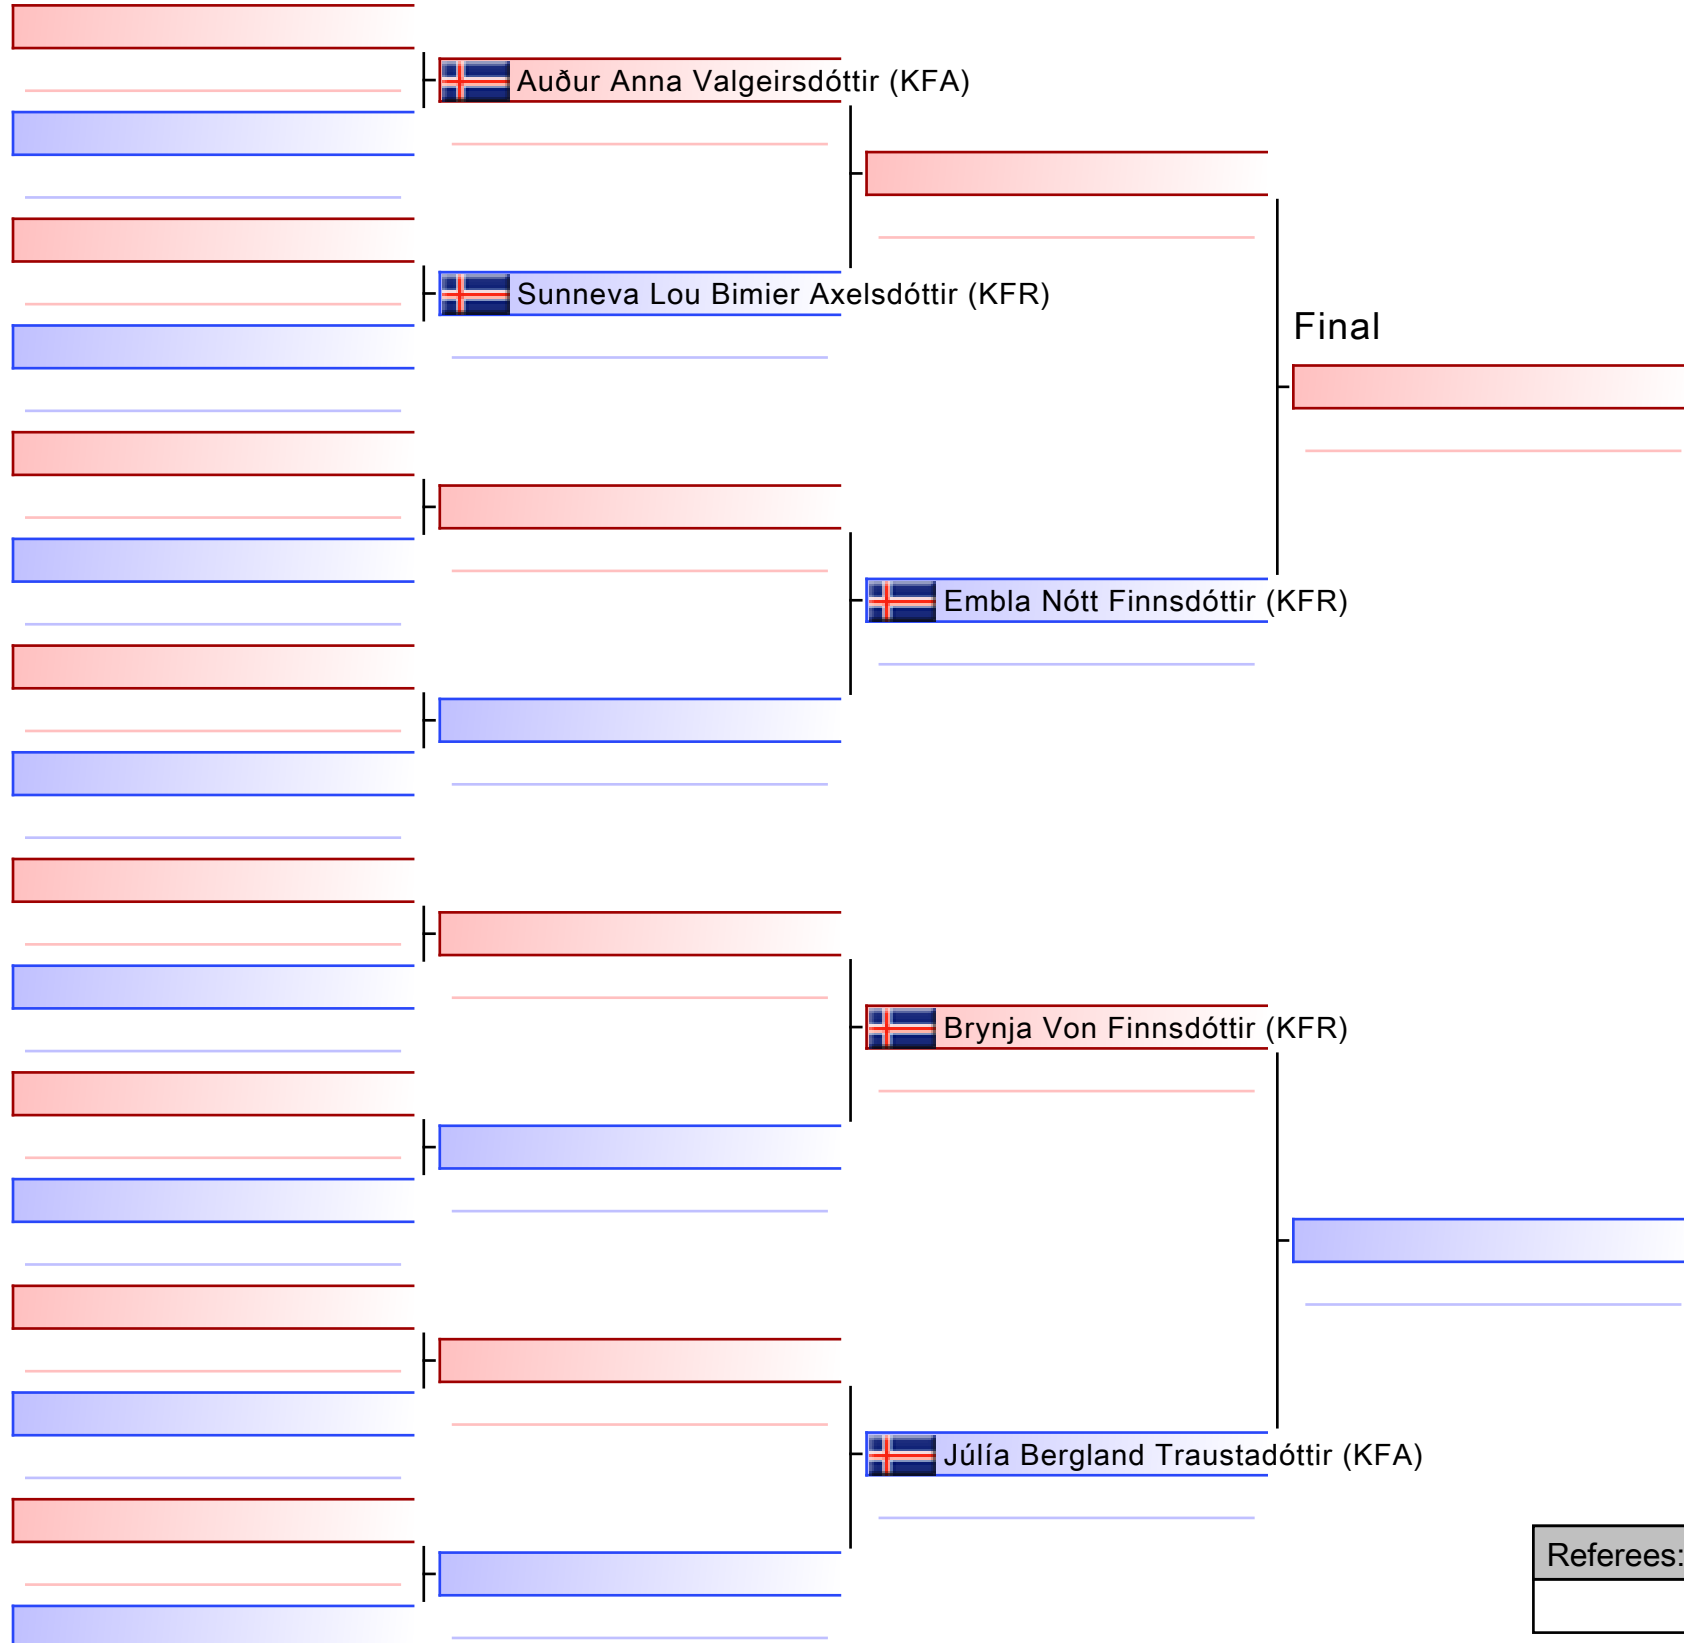 Auður Anna Valgeirsdóttir (KFA)
Sunneva Lou Bimier Axelsdóttir (KFR)
Final
Embla Nótt Finnsdóttir (KFR)
Brynja Von Finnsdóttir (KFR)
Júlía Bergland Traustadóttir (KFA)
Referees: